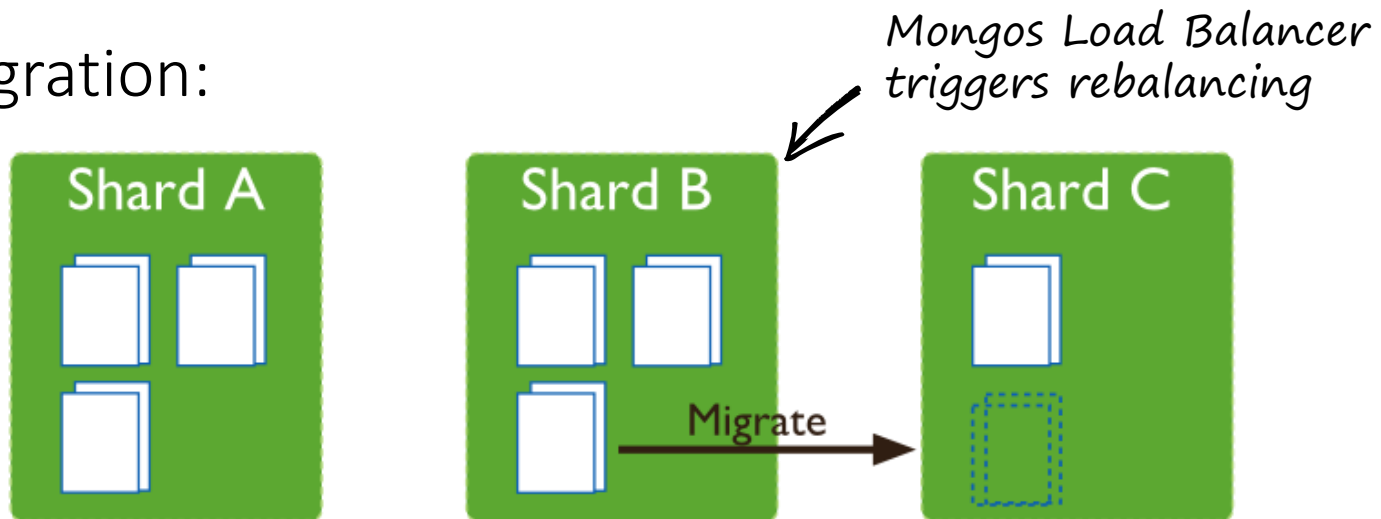 Mongos Load Balancer
triggers rebalancing
gration:
Shard A
Shard B
Shard C
Migrate